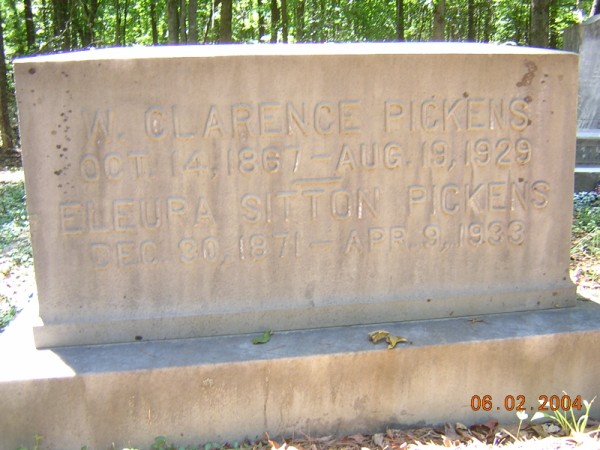 W. CLARENCE PICKENS
OCT. 14, 1867 — AUG. 19, 1929
ELEURA SITTON PICKENS
DEC. 30, 1871 — APR. 9, 1933
06.02.2004